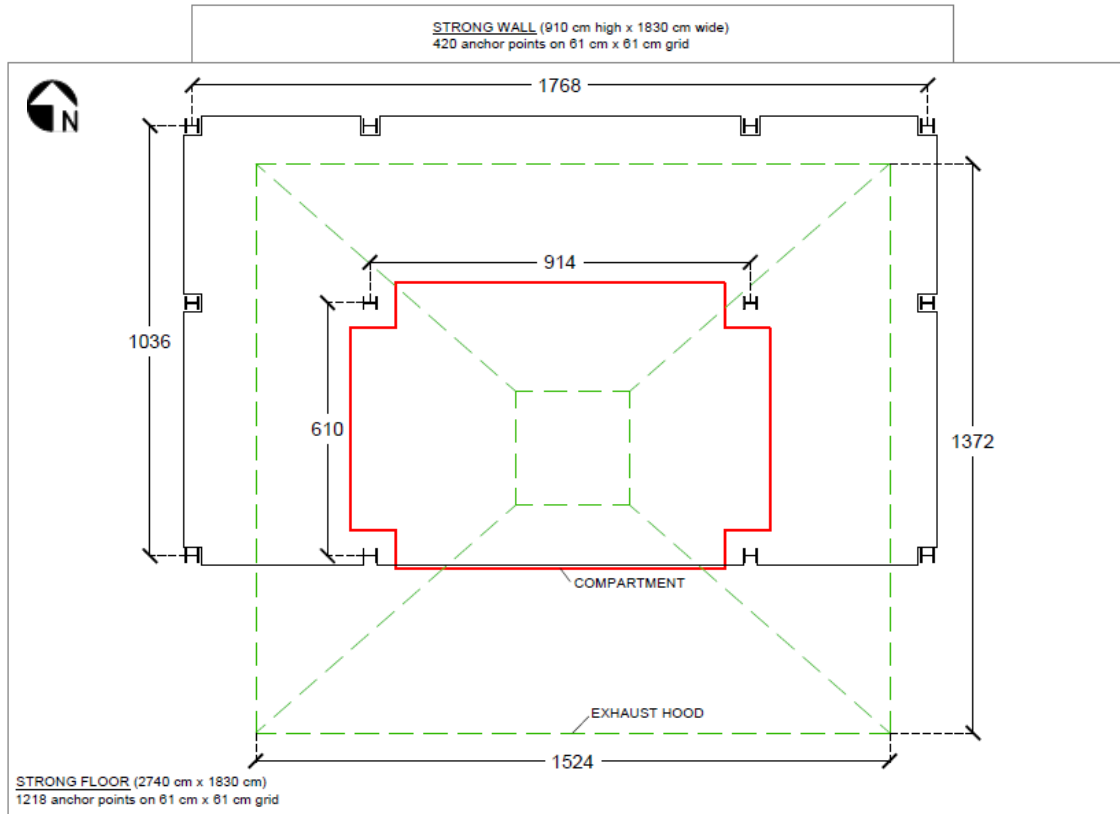 STRONG WALL (910 cm high x 1830 cm wide)
420 anchor points on 61 cm x 61 cm grid
N
1768
914
1036
610
1372
COMPARTMENT
EXHAUST HOOD
1524
STRONG FLOOR (2740 cm x 1830 cm)
1218 anchor points on 61 cm x 61 cm grid